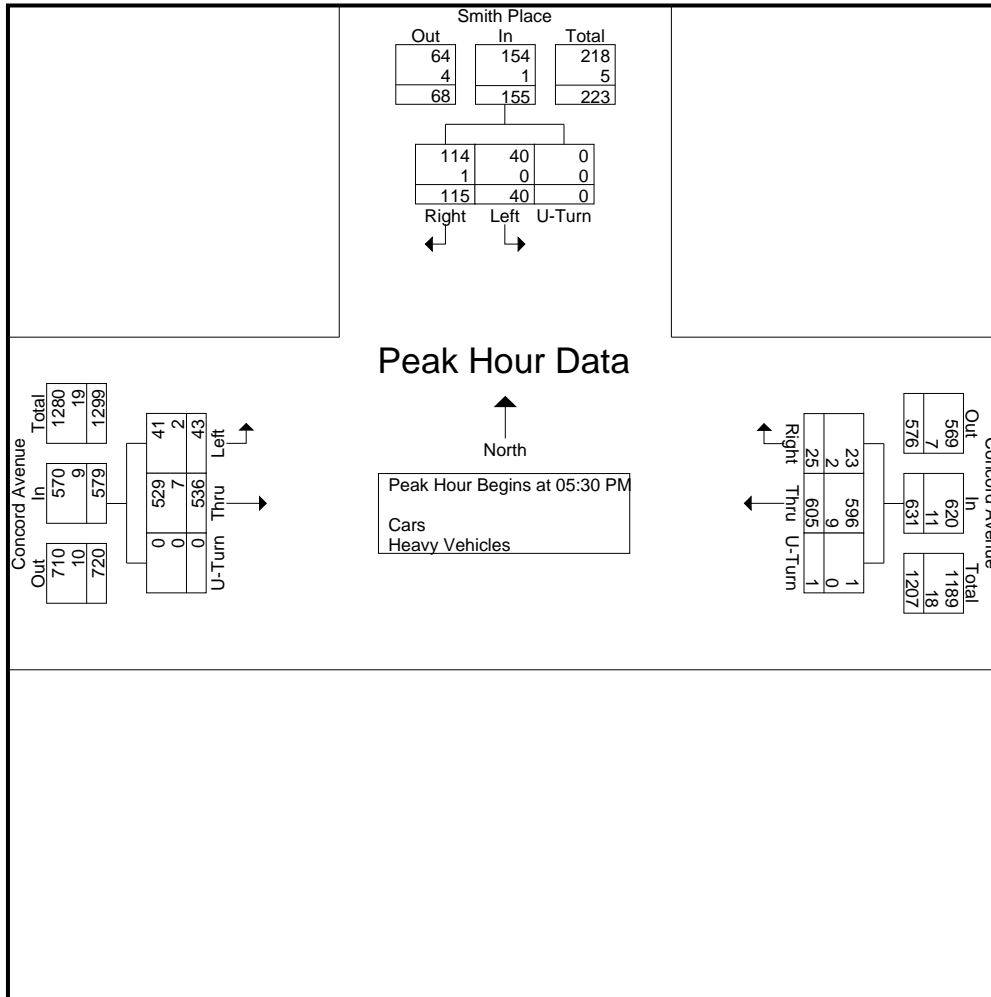 Smith Place
Out In Total
64 154 218
4 1 5
68 155 223
114 40 0
1 0 0
115 40 0
Right Left U-Turn
Peak Hour Data
North
Peak Hour Begins at 05:30 PM
Cars
Heavy Vehicles
Concord Avenue
Out In Total
710 570 1280
10 9 19
720 579 1299
U-Turn Thru Left
0 529 41
0 7 2
0 536 43
Concord Avenue
Out In Total
569 620 1189
7 11 18
576 631 1207
23 596 1
2 9 0
25 605 1
Right Thru U-Turn